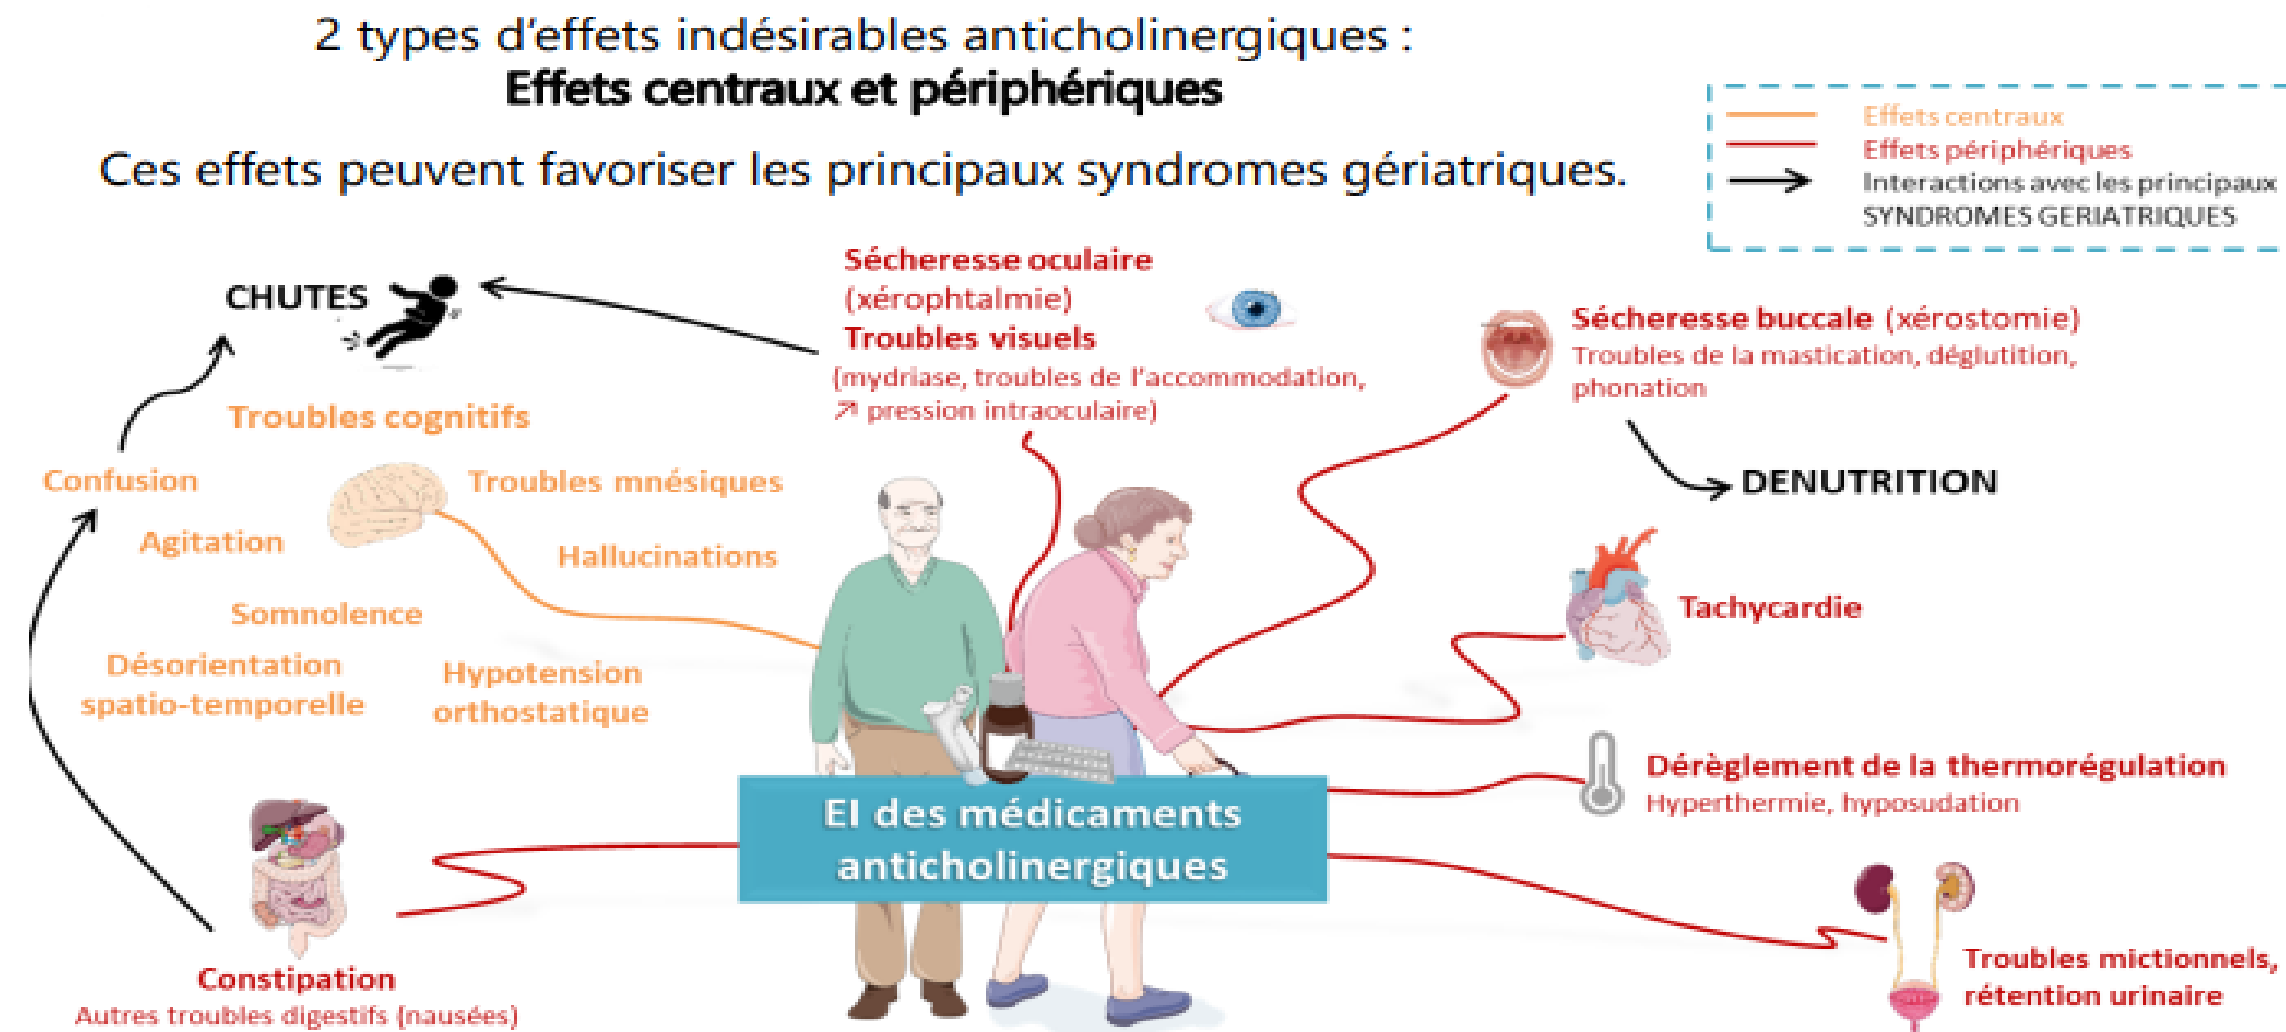 2 types d'effets indésirables anticholinergiques :
Effets centraux et périphériques
Ces effets peuvent favoriser les principaux syndromes gériatriques.
Effets centraux
Effets périphériques
Interactions avec les principaux
SYNDROMES GERIATRIQUES
CHUTES
Sécheresse oculaire
(xérophtalmie)
Troubles visuels
(mydriase, troubles de l'accommodation,
↗ pression intraoculaire)
Sécheresse buccale (xérostomie)
Troubles de la mastication, déglutition,
phonation
DENUTRITION
Troubles cognitifs
Confusion
Troubles mnésiques
Agitation
Hallucinations
Somnolence
Désorientation
spatio-temporelle
Hypotension
orthostatique
Tachycardie
Dérèglement de la thermorégulation
Hyperthermie, hyposudation
EI des médicaments
anticholinergiques
Constipation
Autres troubles digestifs (nausées)
Troubles mictionnels,
rétention urinaire